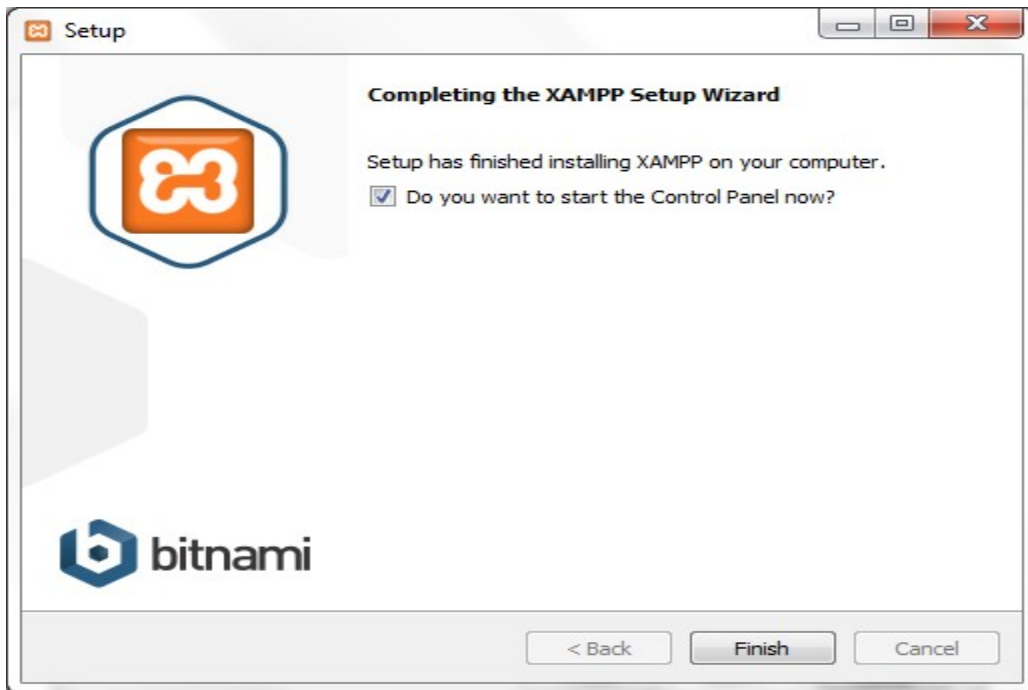 Setup
Completing the XAMPP Setup Wizard
Setup has finished installing XAMPP on your computer.
Do you want to start the Control Panel now?
bitnami
< Back
Finish
Cancel